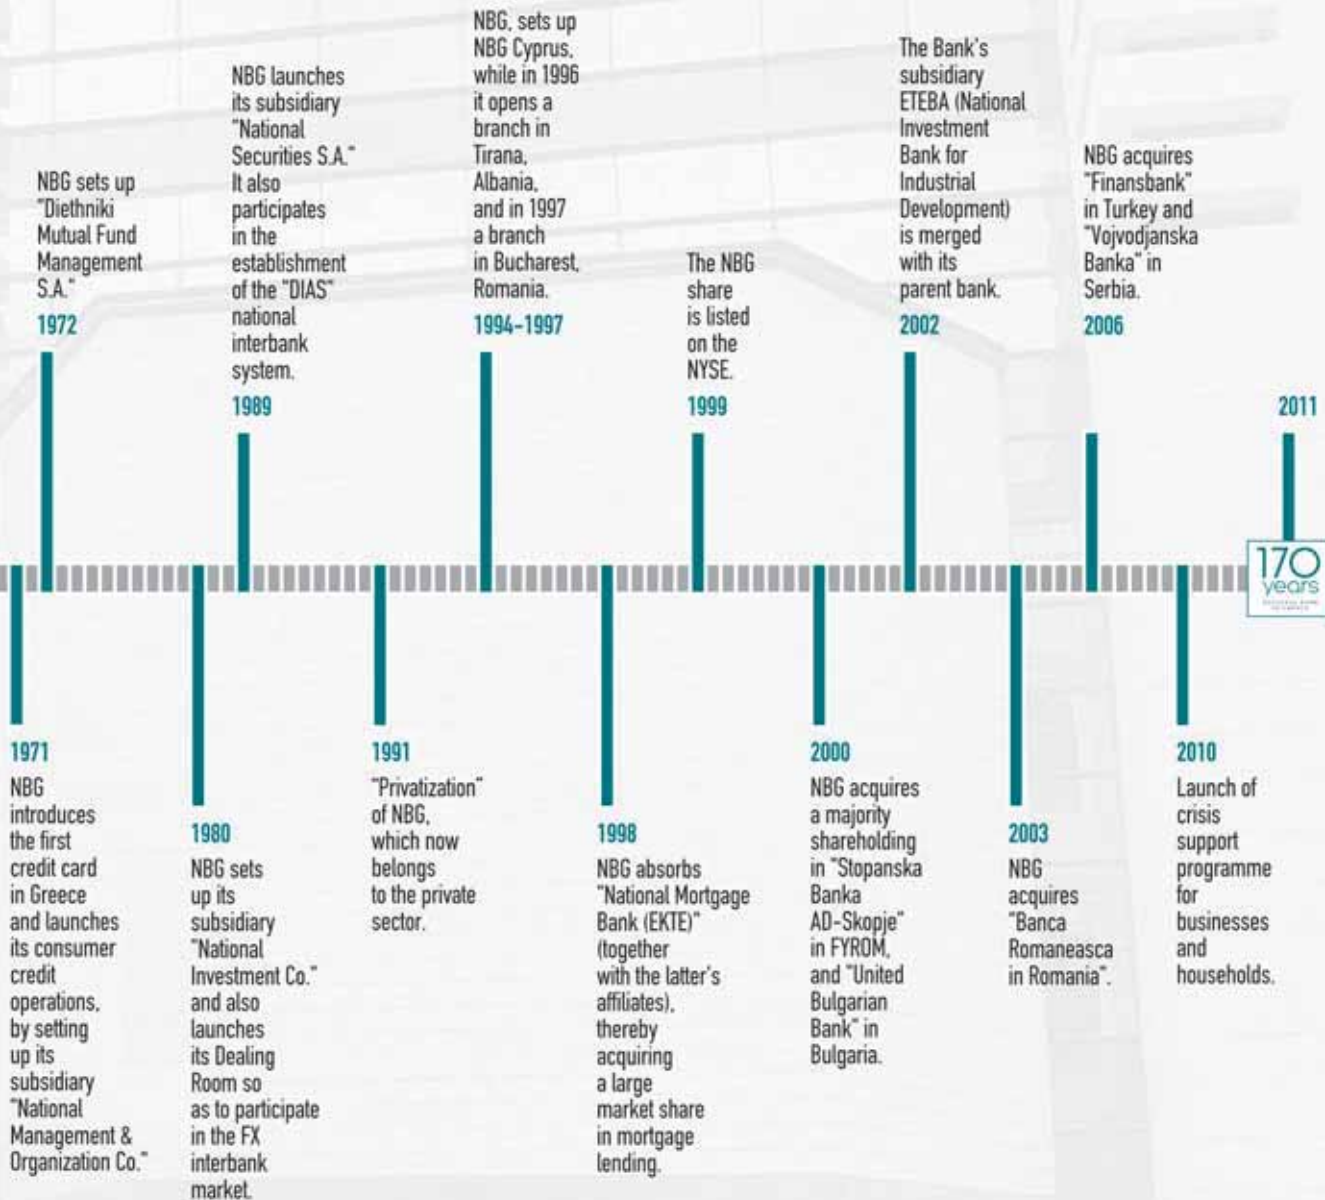 NBG sets up
"Diethniki
Mutual Fund
Management
S.A."
1972
NBG launches
its subsidiary
"National
Securities S.A."
It also
participates
in the
establishment
of the "DIAS"
national
interbank
system.
1989
NBG, sets up
NBG Cyprus,
while in 1996
it opens a
branch in
Tirana,
Albania,
and in 1997
a branch
in Bucharest,
Romania.
1994-1997
The NBG
share
is listed
on the
NYSE.
1999
The Bank's
subsidiary
ETEBA (National
Investment
Bank for
Industrial
Development)
is merged
with its
parent bank.
2002
NBG acquires
"Finansbank"
in Turkey and
"Vojvodjanska
Banka" in
Serbia.
2006
2011
170
years
1971
NBG
introduces
the first
credit card
in Greece
and launches
its consumer
credit
operations,
by setting
up its
subsidiary
"National
Management &
Organization Co."
1980
NBG sets
up its
subsidiary
"National
Investment Co."
and also
launches
its Dealing
Room so
as to participate
in the FX
interbank
market.
1991
"Privatization"
of NBG,
which now
belongs
to the private
sector.
1998
NBG absorbs
"National Mortgage
Bank (EKTE)"
(together
with the latter's
affiliates),
thereby
acquiring
a large
market share
in mortgage
lending.
2000
NBG acquires
a majority
shareholding
in "Stopanska
Banka
AD-Skopje"
in FYROM,
and "United
Bulgarian
Bank" in
Bulgaria.
2003
NBG
acquires
"Banca
Romaneasca
in Romania".
2010
Launch of
crisis
support
programme
for
businesses
and
households.